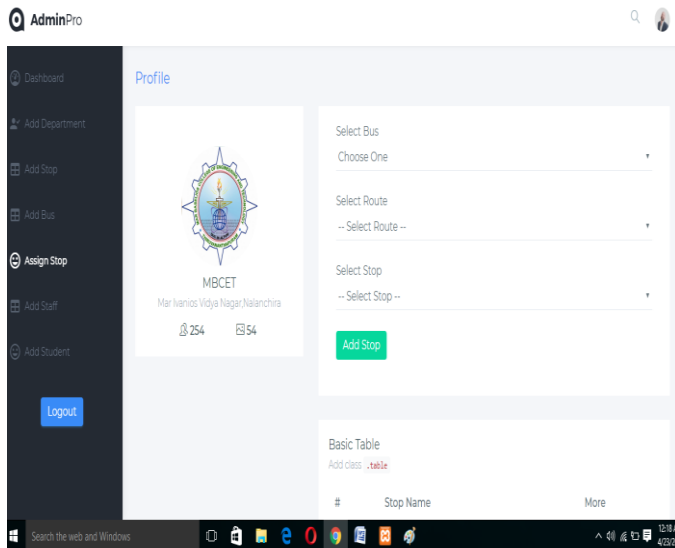 AdminPro
Dashboard
Add Department
Add Stop
Add Bus
Assign Stop
Add Staff
Add Student
Logout
Profile
MBCET
Mar Ivanios Vidya Nagar,Nalanchira
254
54
Select Bus
Choose One
Select Route
-- Select Route --
Select Stop
-- Select Stop --
Add Stop
Basic Table
Add class .table
# Stop Name More
Search the web and Windows